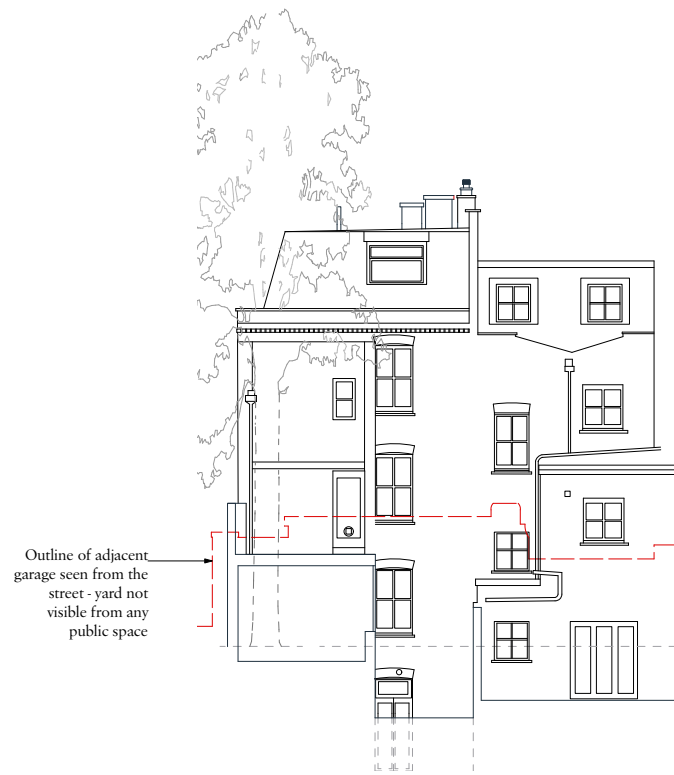 Outline of adjacent
garage seen from the
street - yard not
visible from any
public space